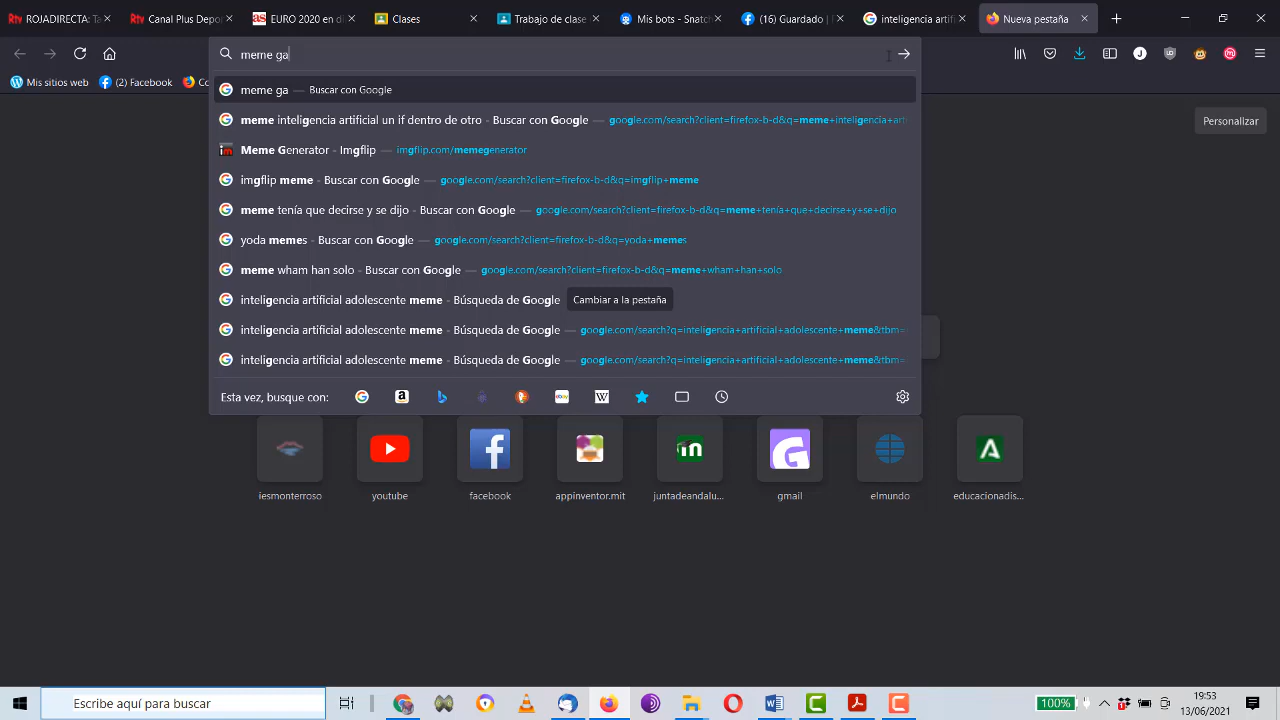 ROJADIRECTA: Ta
Canal Plus Depor
EURO 2020 en di
Clases
Trabajo de clase
Mis bots - Snatch
(16) Guardado | F
inteligencia artifi
Nueva pestaña
meme ga
Mis sitios web
(2) Facebook
Co
Personalizar
meme ga — Buscar con Google
meme inteligencia artificial un if dentro de otro - Buscar con Google — google.com/search?client=firefox-b-d&q=meme+inteligencia+art
Meme Generator - Imgflip — imgflip.com/memegenerator
imgflip meme - Buscar con Google — google.com/search?client=firefox-b-d&q=imgflip+meme
meme tenía que decirse y se dijo - Buscar con Google — google.com/search?client=firefox-b-d&q=meme+tenía+que+decirse+y+se+dijo
yoda memes - Buscar con Google — google.com/search?client=firefox-b-d&q=yoda+memes
meme wham han solo - Buscar con Google — google.com/search?client=firefox-b-d&q=meme+wham+han+solo
inteligencia artificial adolescente meme - Búsqueda de Google Cambiar a la pestaña
inteligencia artificial adolescente meme - Búsqueda de Google — google.com/search?q=inteligencia+artificial+adolescente+meme&tbm=
inteligencia artificial adolescente meme - Búsqueda de Google — google.com/search?q=inteligencia+artificial+adolescente+meme&tbm=
Esta vez, busque con:
iesmonterroso
youtube
facebook
appinventor.mit
juntadeandalu...
gmail
elmundo
educacionadis...
Escribe aquí para buscar
100%
19:53
13/06/2021